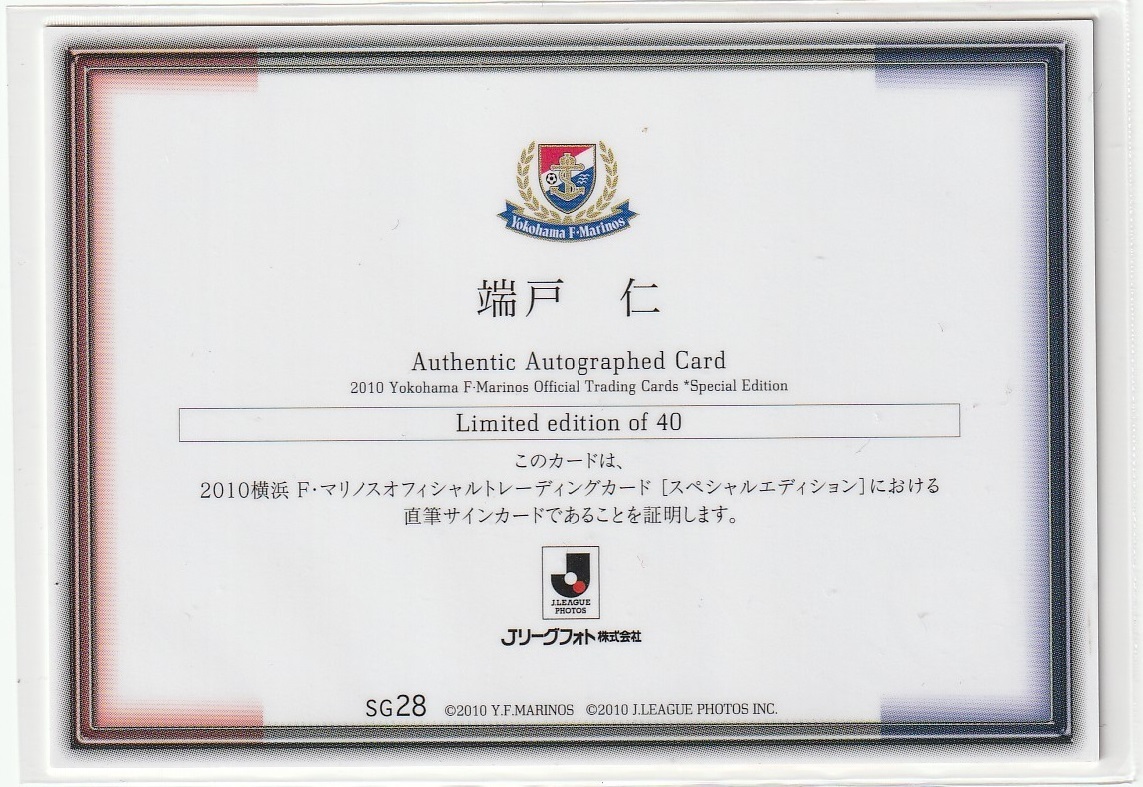 Yokohama F·Marinos
端戸　仁
Authentic Autographed Card
2010 Yokohama F·Marinos Official Trading Cards *Special Edition
Limited edition of 40
このカードは、
2010横浜 F・マリノスオフィシャルトレーディングカード [スペシャルエディション]における
直筆サインカードであることを証明します。
J.LEAGUE
PHOTOS
Jリーグフォト株式会社
SG28 ©2010 Y.F.MARINOS ©2010 J.LEAGUE PHOTOS INC.